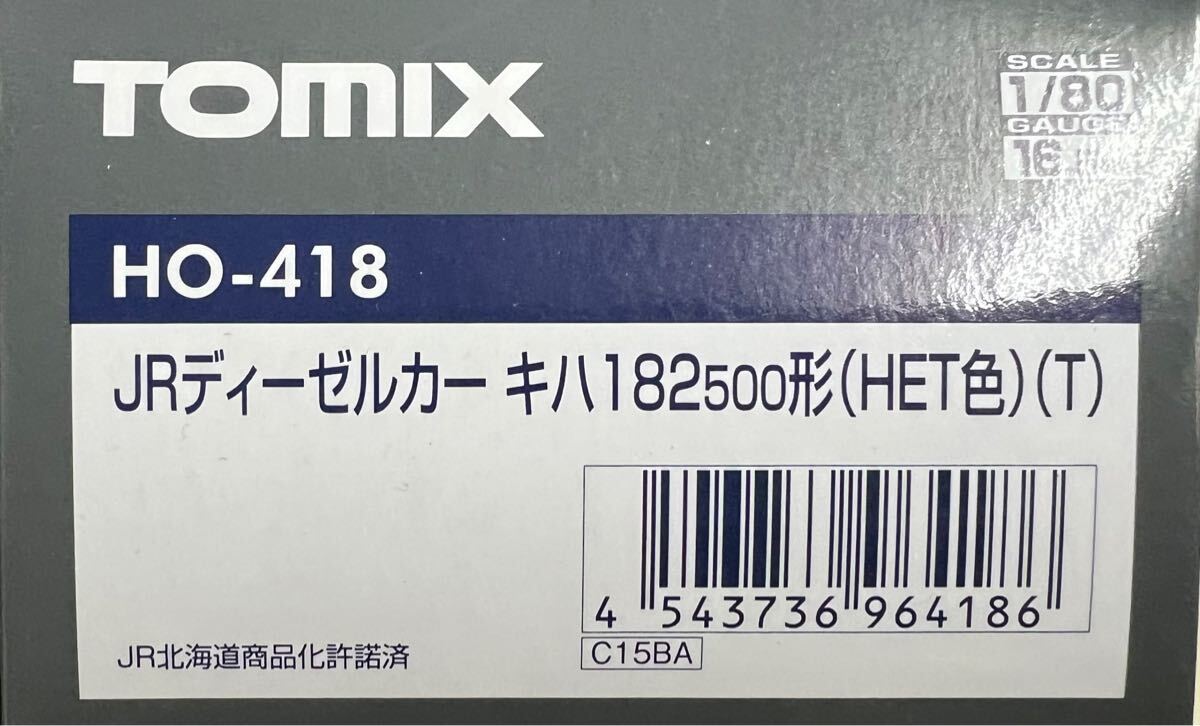 TOMIX
SCALE
1/80
GAUGE
16
HO-418
JRディーゼルカー キハ182500形(HET色)(T)
4 543736 964186
C15BA
JR北海道商品化許諾済